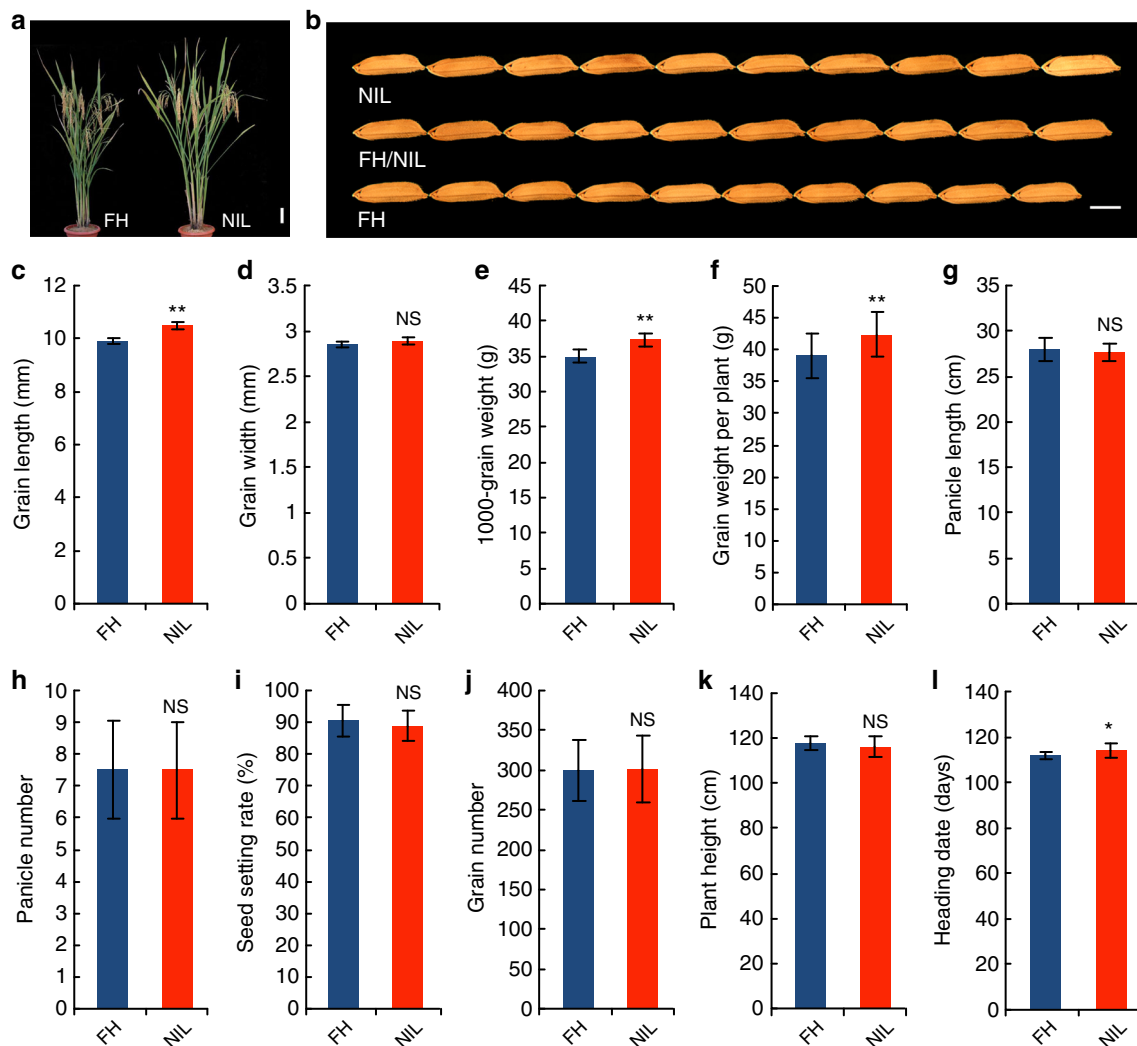 a
FH
NIL
b
NIL
FH/NIL
FH
c
Grain length (mm)
12
10
8
6
4
2
0
**
FH
NIL
d
Grain width (mm)
3.5
3
2.5
2
1.5
1
0.5
0
NS
FH
NIL
e
1000-grain weight (g)
45
40
35
30
25
20
15
10
5
0
**
FH
NIL
f
Grain weight per plant (g)
50
45
40
35
30
25
20
15
10
5
0
**
FH
NIL
g
Panicle length (cm)
35
30
25
20
15
10
5
0
NS
FH
NIL
h
Panicle number
10
9
8
7
6
5
4
3
2
1
0
NS
FH
NIL
i
Seed setting rate (%)
100
90
80
70
60
50
40
30
20
10
0
NS
FH
NIL
j
Grain number
400
350
300
250
200
150
100
50
0
NS
FH
NIL
k
Plant height (cm)
140
120
100
80
60
40
20
0
NS
FH
NIL
l
Heading date (days)
140
120
100
80
60
40
20
0
*
FH
NIL